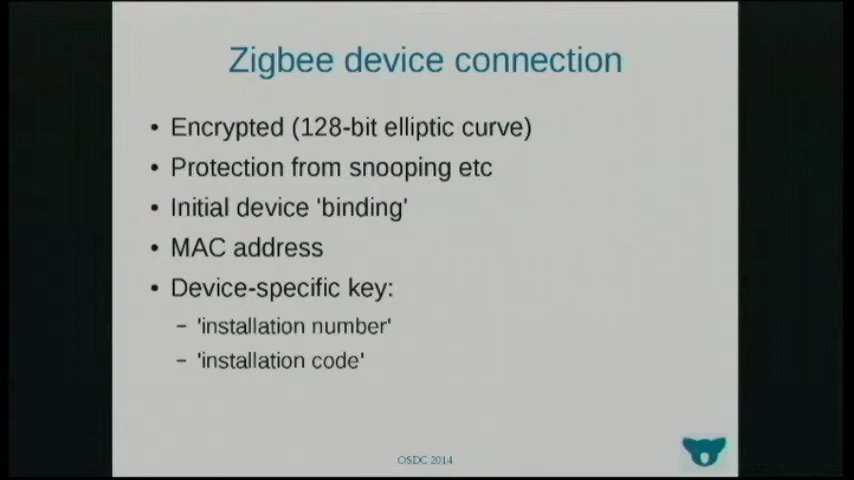 Zigbee device connection
• Encrypted (128-bit elliptic curve)
• Protection from snooping etc
• Initial device 'binding'
• MAC address
• Device-specific key:
– 'installation number'
– 'installation code'
OSDC 2014